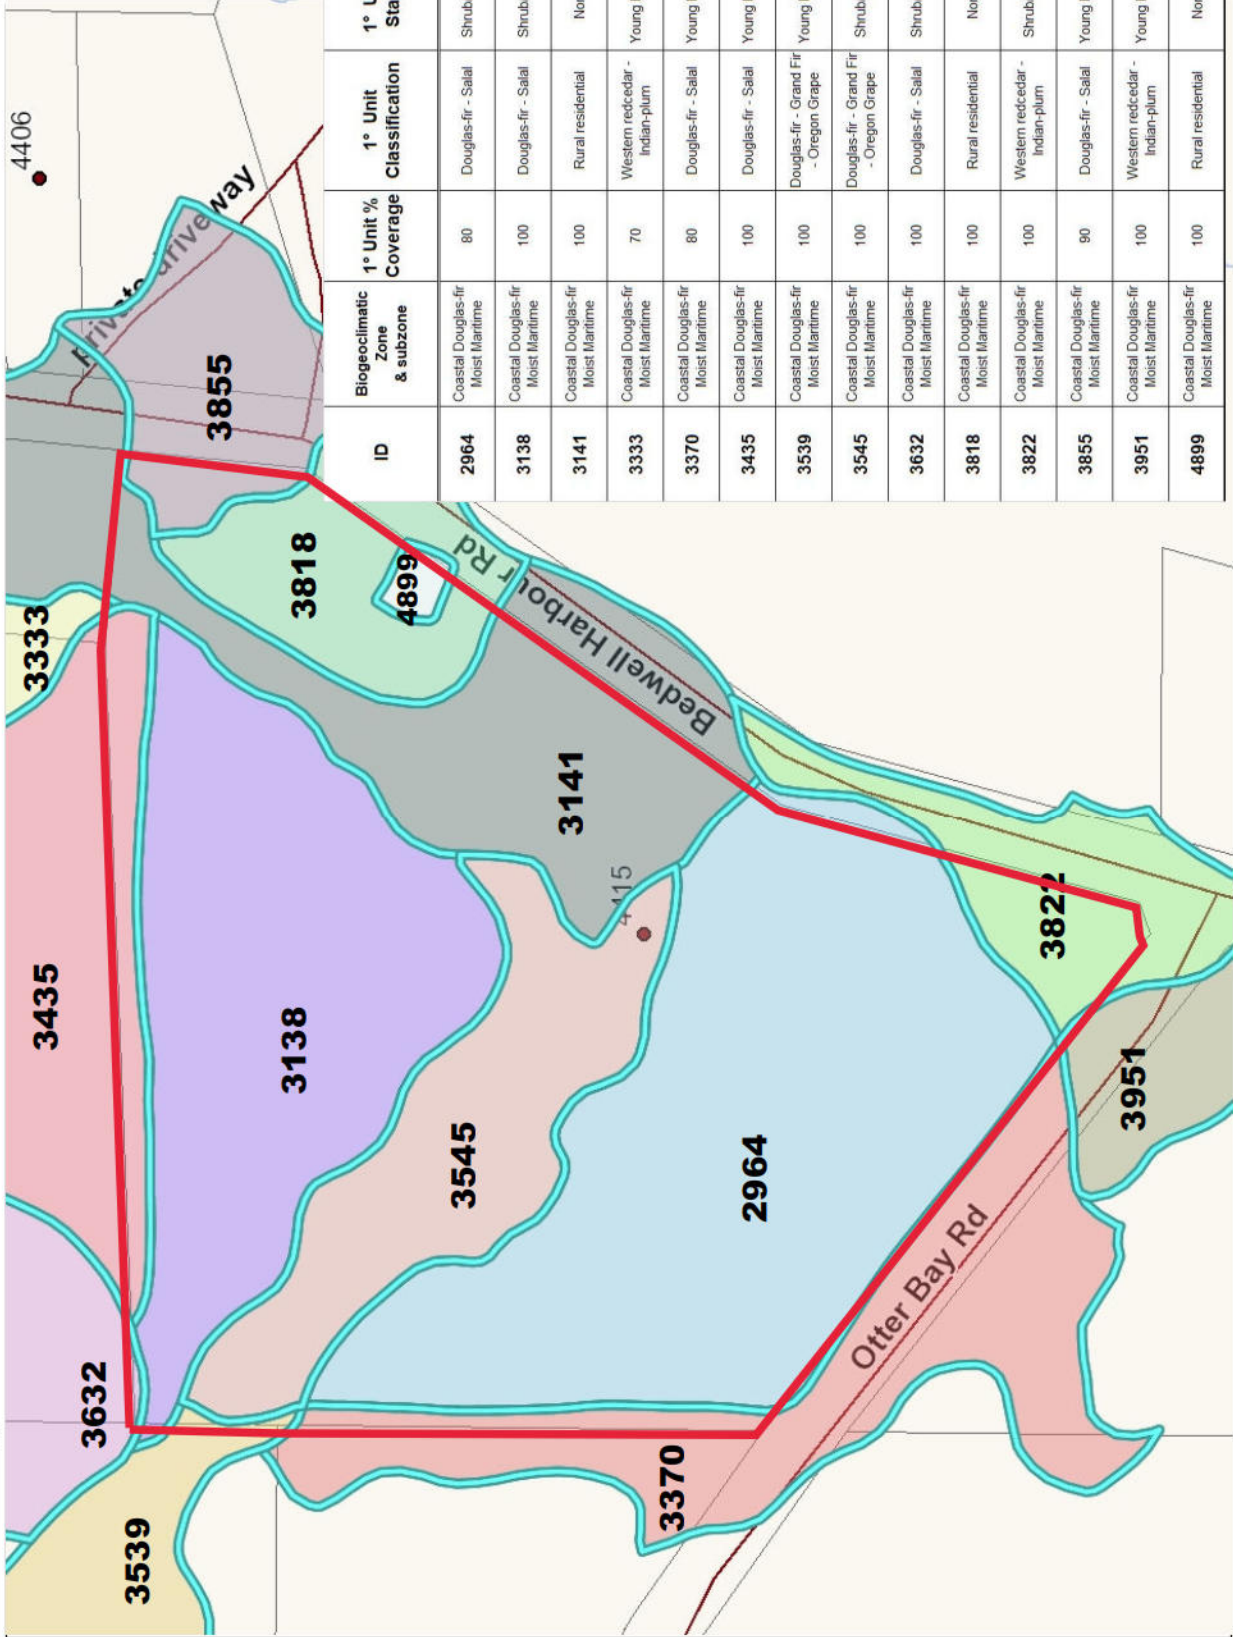 4406
3333
3435
3632
3539
private driveway
3855
3138
3818
4899
3545
3141
Bedwell Harbour Rd
3370
2964
Otter Bay Rd
3822
3951
ID
Biogeoclimatic
Zone
& subzone
1° Unit %
Coverage
1° Unit
Classification
1°
2964
Coastal Douglas-fir
Moist Maritime
80
Douglas-fir - Salal
Shrub
3138
Coastal Douglas-fir
Moist Maritime
100
Douglas-fir - Salal
Shrub
3141
Coastal Douglas-fir
Moist Maritime
100
Rural residential
3333
Coastal Douglas-fir
Moist Maritime
70
Western redcedar -
Indian-plum
Young
3370
Coastal Douglas-fir
Moist Maritime
80
Douglas-fir - Salal
Young
3435
Coastal Douglas-fir
Moist Maritime
100
Douglas-fir - Salal
Young
3539
Coastal Douglas-fir
Moist Maritime
100
Douglas-fir - Grand Fir
- Oregon Grape
Young
3545
Coastal Douglas-fir
Moist Maritime
100
Douglas-fir - Grand Fir
- Oregon Grape
Shrub
3632
Coastal Douglas-fir
Moist Maritime
100
Douglas-fir - Salal
Shrub
3818
Coastal Douglas-fir
Moist Maritime
100
Rural residential
3822
Coastal Douglas-fir
Moist Maritime
100
Western redcedar -
Indian-plum
Shrub
3855
Coastal Douglas-fir
Moist Maritime
90
Douglas-fir - Salal
Young
3951
Coastal Douglas-fir
Moist Maritime
100
Western redcedar -
Indian-plum
Young
4899
Coastal Douglas-fir
Moist Maritime
100
Rural residential